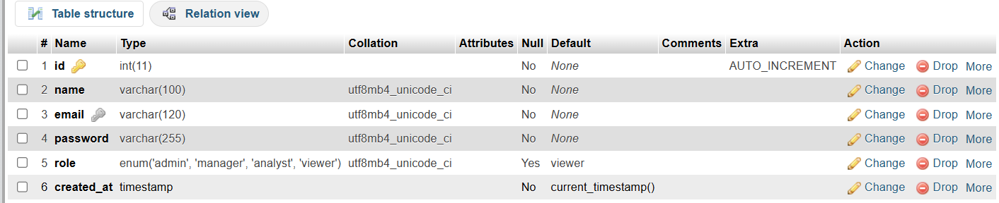 Table structure Relation view
# Name Type Collation Attributes Null Default Comments Extra Action
1 id int(11) No None AUTO_INCREMENT Change Drop More
2 name varchar(100) utf8mb4_unicode_ci No None Change Drop More
3 email varchar(120) utf8mb4_unicode_ci No None Change Drop More
4 password varchar(255) utf8mb4_unicode_ci No None Change Drop More
5 role enum('admin', 'manager', 'analyst', 'viewer') utf8mb4_unicode_ci Yes viewer Change Drop More
6 created_at timestamp No current_timestamp() Change Drop More